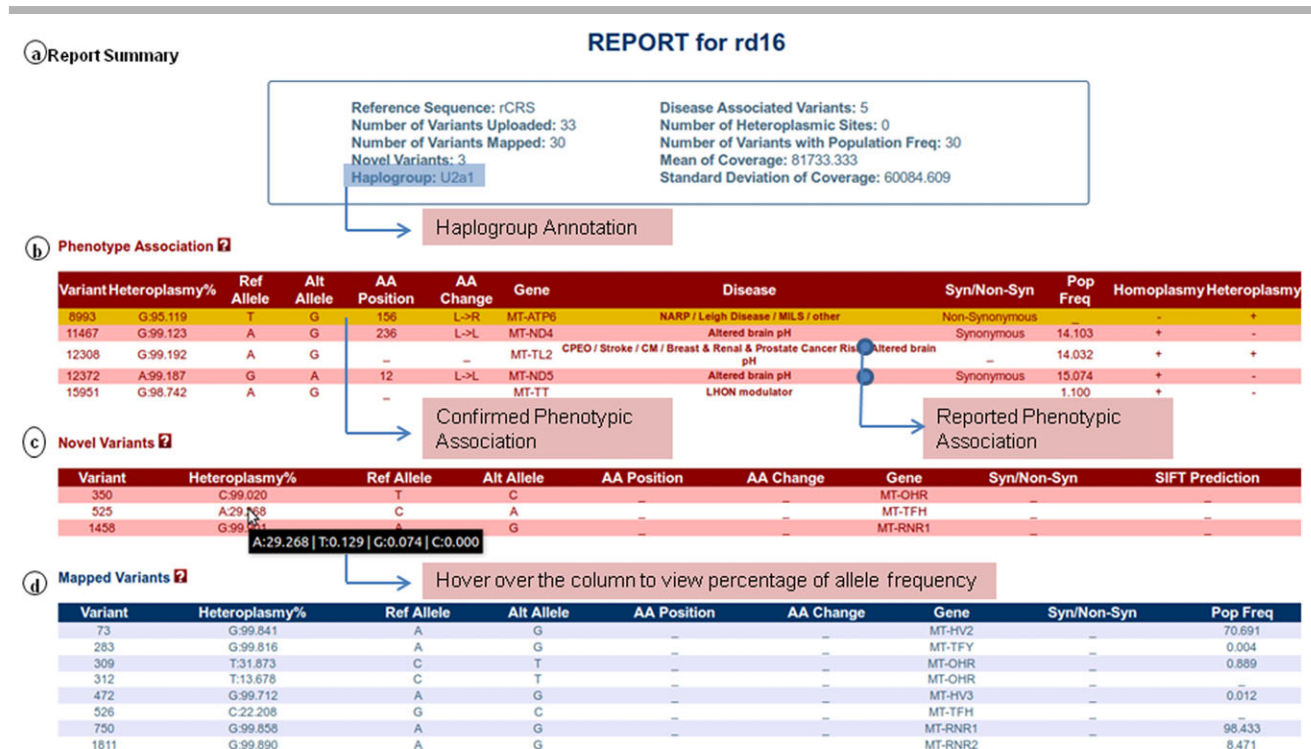 REPORT for rd16
a Report Summary
Reference Sequence: rCRS
Number of Variants Uploaded: 33
Number of Variants Mapped: 30
Novel Variants: 3
Haplogroup: U2a1
Disease Associated Variants: 5
Number of Heteroplasmic Sites: 0
Number of Variants with Population Freq: 30
Mean of Coverage: 81733.333
Standard Deviation of Coverage: 60084.609
Haplogroup Annotation
b Phenotype Association ?
Variant Heteroplasmy% Ref Allele Alt Allele AA Position AA Change Gene Disease Syn/Non-Syn Pop Freq Homoplasmy Heteroplasmy
8993 G:95.119 T G 156 L->R MT-ATP6 NARP / Leigh Disease / MILS / other Non-Synonymous _ - +
11467 G:99.123 A G 236 L->L MT-ND4 Altered brain pH Synonymous 14.103 + -
12308 G:99.192 A G _ _ MT-TL2 CPEO / Stroke / CM / Breast & Renal & Prostate Cancer Altered brain pH _ 14.032 + +
12372 A:99.187 G A 12 L->L MT-ND5 Altered brain pH Synonymous 15.074 + -
15951 G:98.742 A G _ MT-TT LHON modulator 1.100 + -
Confirmed Phenotypic
Association
Reported Phenotypic
Association
c Novel Variants ?
Variant Heteroplasmy% Ref Allele Alt Allele AA Position AA Change Gene Syn/Non-Syn SIFT Prediction
350 C:99.020 T C _ _ MT-OHR _ _
525 C A _ _ MT-TFH _ _
1458 A G _ _ MT-RNR1 _ _
A:29.268 | T:0.129 | G:0.074 | C:0.000
Hover over the column to view percentage of allele frequency
d Mapped Variants ?
Variant Heteroplasmy% Ref Allele Alt Allele AA Position AA Change Gene Syn/Non-Syn Pop Freq
73 G:99.841 A G _ _ MT-HV2 _ 70.691
283 G:99.816 A G _ _ MT-TFY _ 0.004
309 T:31.873 C T _ _ MT-OHR _ 0.889
312 T:13.678 C T _ _ MT-OHR _ _
472 G:99.712 A G _ _ MT-HV3 _ 0.012
526 C:22.208 G C _ _ MT-TFH _ _
750 G:99.858 A G _ _ MT-RNR1 _ 98.433
1811 G:99.890 A G _ _ MT-RNR2 _ 8.471